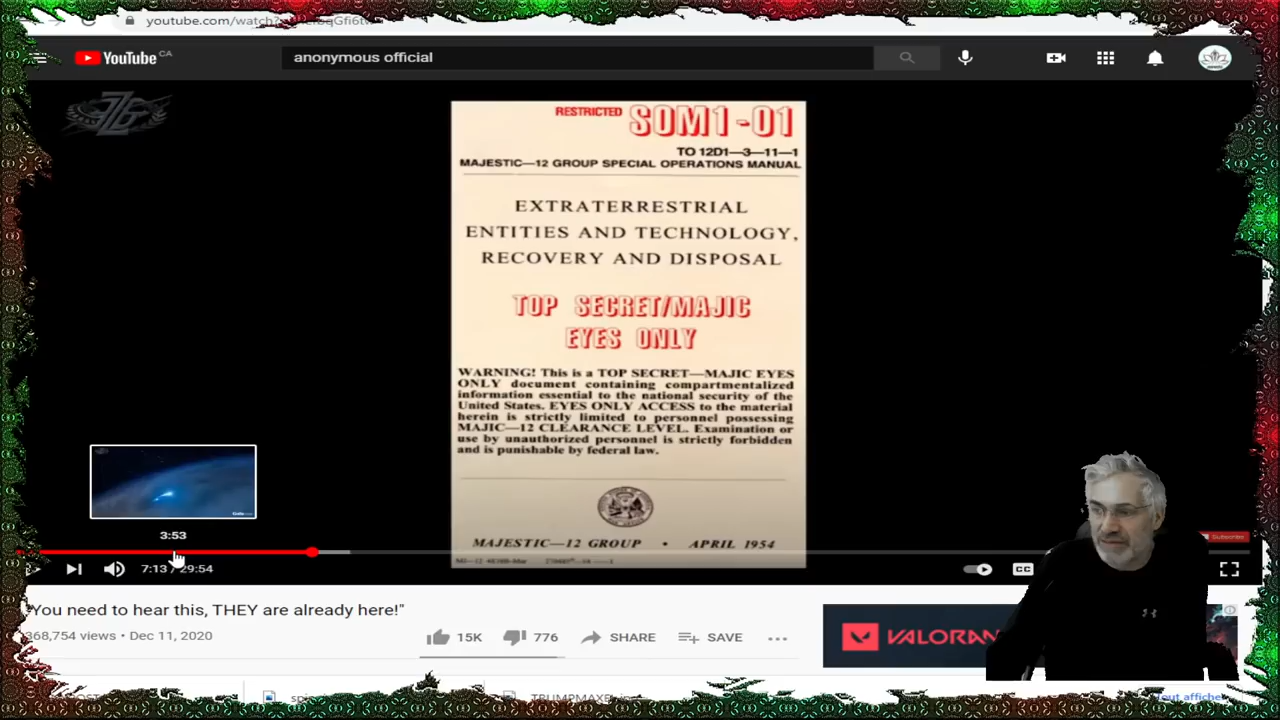 youtube.com/watch?
YouTube CA
anonymous official
RESTRICTED SOM1-01
TO 12D1—3—11—1
MAJESTIC—12 GROUP SPECIAL OPERATIONS MANUAL
EXTRATERRESTRIAL
ENTITIES AND TECHNOLOGY,
RECOVERY AND DISPOSAL
TOP SECRET/MAJIC
EYES ONLY
WARNING! This is a TOP SECRET—MAJIC EYES
ONLY document containing compartmentalized
information essential to the national security of the
United States. EYES ONLY ACCESS to the material
herein is strictly limited to personnel possessing
MAJIC—12 CLEARANCE LEVEL. Examination or
use by unauthorized personnel is strictly forbidden
and is punishable by federal law.
MAJESTIC—12 GROUP • APRIL 1954
3:53
Subscribe
7:13 / 29:54
CC
"You need to hear this, THEY are already here!"
368,754 views • Dec 11, 2020
15K
776
SHARE
SAVE
VALORAN
out affiche